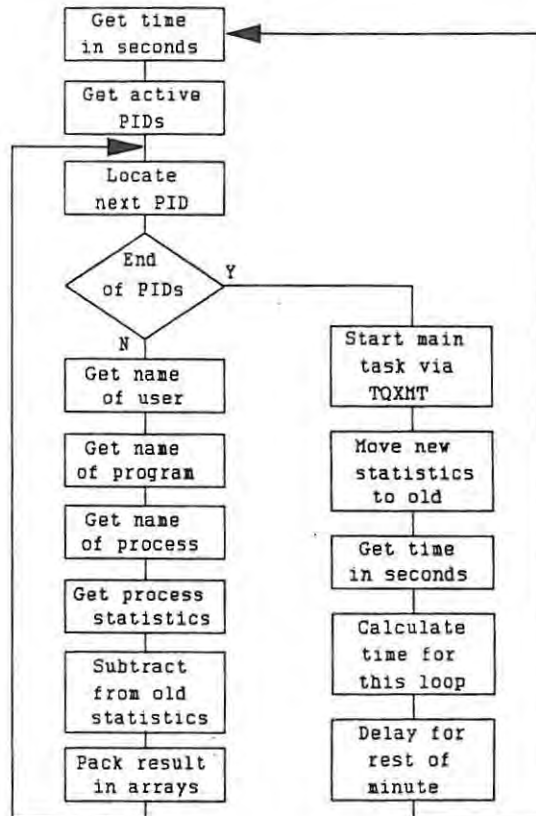 Get time
in seconds
Get active
PIDs
Locate
next PID
End
of PIDs
Y
N
Get name
of user
Get name
of program
Get name
of process
Get process
statistics
Subtract
from old
statistics
Pack result
in arrays
Start main
task via
TQXMT
Move new
statistics
to old
Get time
in seconds
Calculate
time for
this loop
Delay for
rest of
minute